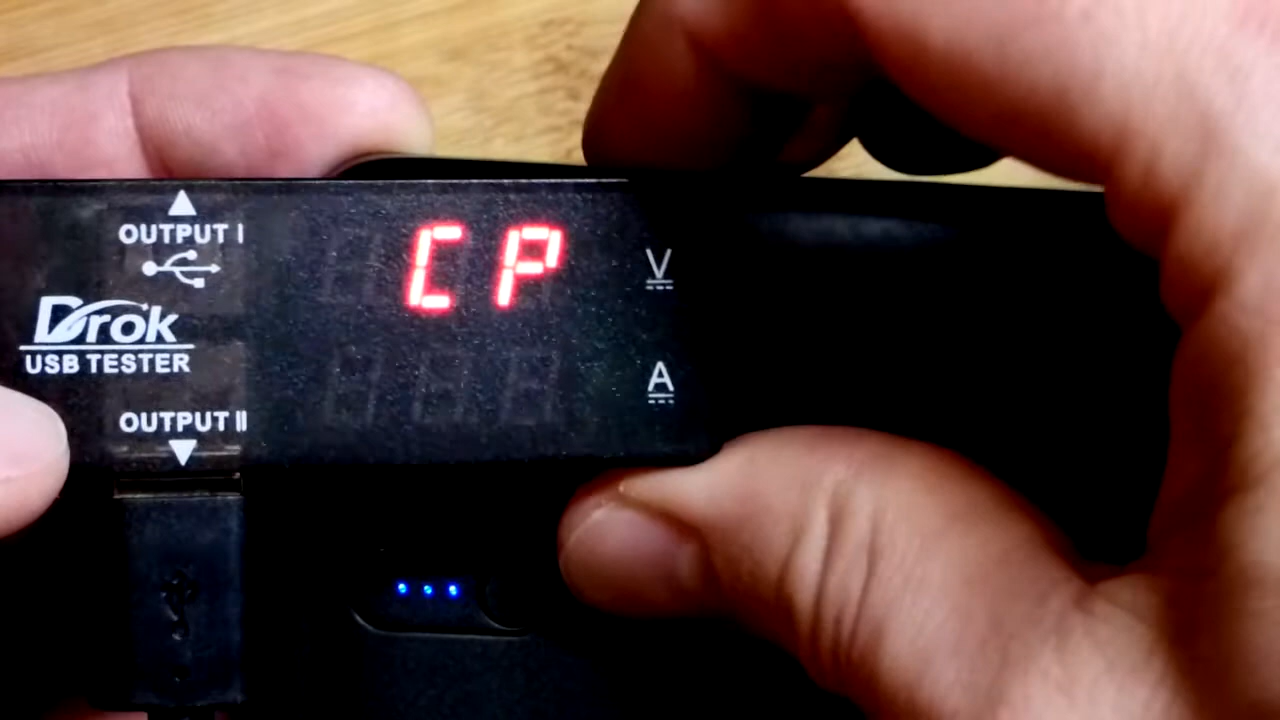 OUTPUT I
CP
V
Drok
USB TESTER
A
OUTPUT II